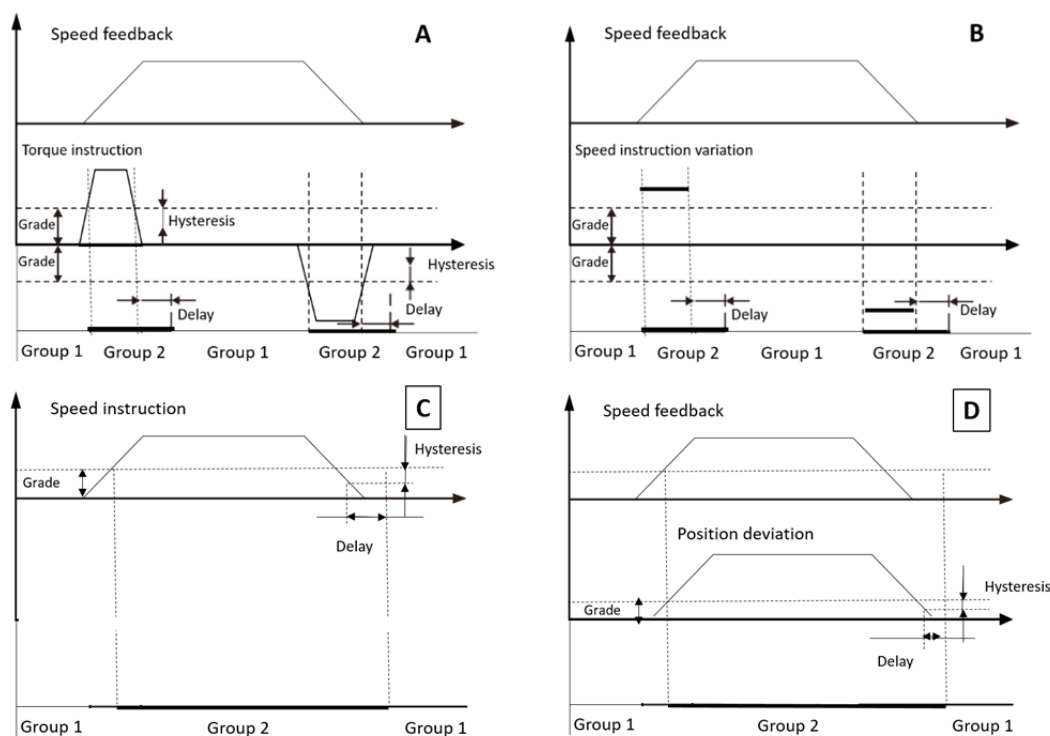 Speed feedback
A
Torque instruction
Grade
Hysteresis
Grade
Hysteresis
Delay
Delay
Group 1 Group 2 Group 1 Group 2 Group 1
Speed feedback
B
Speed instruction variation
Grade
Grade
Delay
Delay
Group 1 Group 2 Group 1 Group 2 Group 1
Speed instruction
C
Hysteresis
Grade
Delay
Group 1 Group 2 Group 1
Speed feedback
D
Position deviation
Hysteresis
Grade
Delay
Group 1 Group 2 Group 1